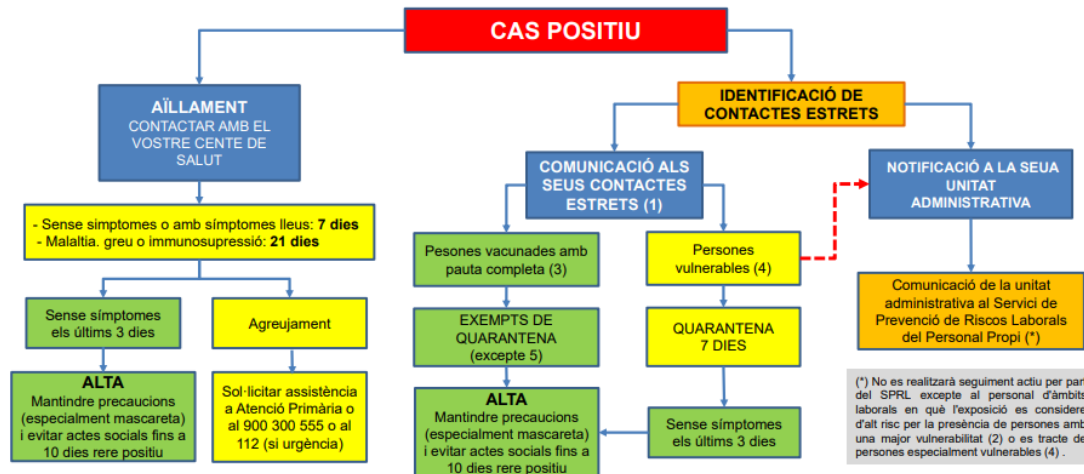 CAS POSITIU
AÏLLAMENT
CONTACTAR AMB EL
VOSTRE CENTE DE
SALUT
- Sense simptomes o amb símptomes lleus: 7 dies
- Malaltia. greu o immunosupressió: 21 dies
Sense símptomes
els últims 3 dies
Agreujament
ALTA
Mantindre precaucions
(especialment mascareta)
i evitar actes socials fins a
10 dies rere positiu
Sol·licitar assistència
a Atenció Primària o
al 900 300 555 o al
112 (si urgència)
IDENTIFICACIÓ DE
CONTACTES ESTRETS
COMUNICACIÓ ALS
SEUS CONTACTES
ESTRETS (1)
Pesones vacunades amb
pauta completa (3)
Persones
vulnerables (4)
EXEMPTS DE
QUARANTENA
(excepte 5)
QUARANTENA
7 DIES
ALTA
Mantindre precaucions
(especialment mascareta)
i evitar actes socials fins a
10 dies rere positiu
Sense símptomes
els últims 3 dies
NOTIFICACIÓ A LA SEUA
UNITAT
ADMINISTRATIVA
Comunicació de la unitat
administrativa al Servici de
Prevenció de Riscos Laborals
del Personal Propi (*)
(*) No es realitzarà seguiment actiu per part
del SPRL excepte al personal d'àmbits
laborals en què l'exposició es considere
d'alt risc per la presència de persones amb
una major vulnerabilitat (2) o es tracte de
persones especialment vulnerables (4) .